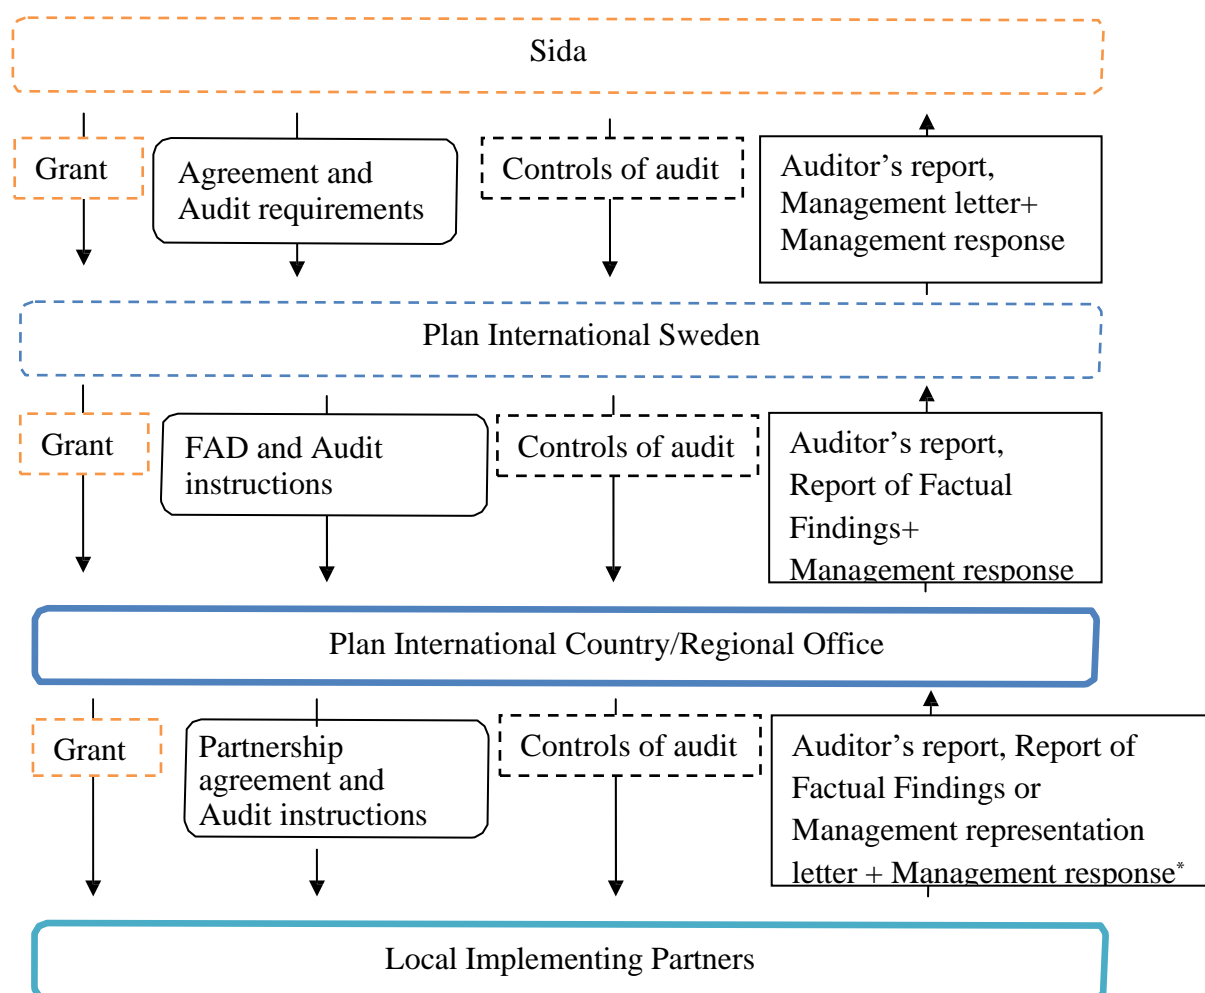 Sida
Grant
Agreement and
Audit requirements
Controls of audit
Auditor’s report,
Management letter+
Management response
Plan International Sweden
Grant
FAD and Audit
instructions
Controls of audit
Auditor’s report,
Report of Factual
Findings+
Management response
Plan International Country/Regional Office
Grant
Partnership
agreement and
Audit instructions
Controls of audit
Auditor’s report, Report of
Factual Findings or
Management representation
letter + Management response*
Local Implementing Partners